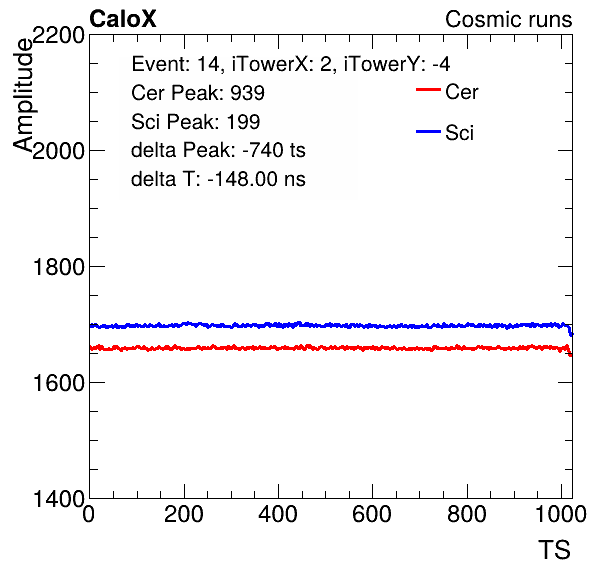 CaloX Cosmic runs
Amplitude
2200
2000
1800
1600
1400
Event: 14, iTowerX: 2, iTowerY: -4
Cer Peak: 939
Sci Peak: 199
delta Peak: -740 ts
delta T: -148.00 ns
Cer
Sci
0 200 400 600 800 1000
TS